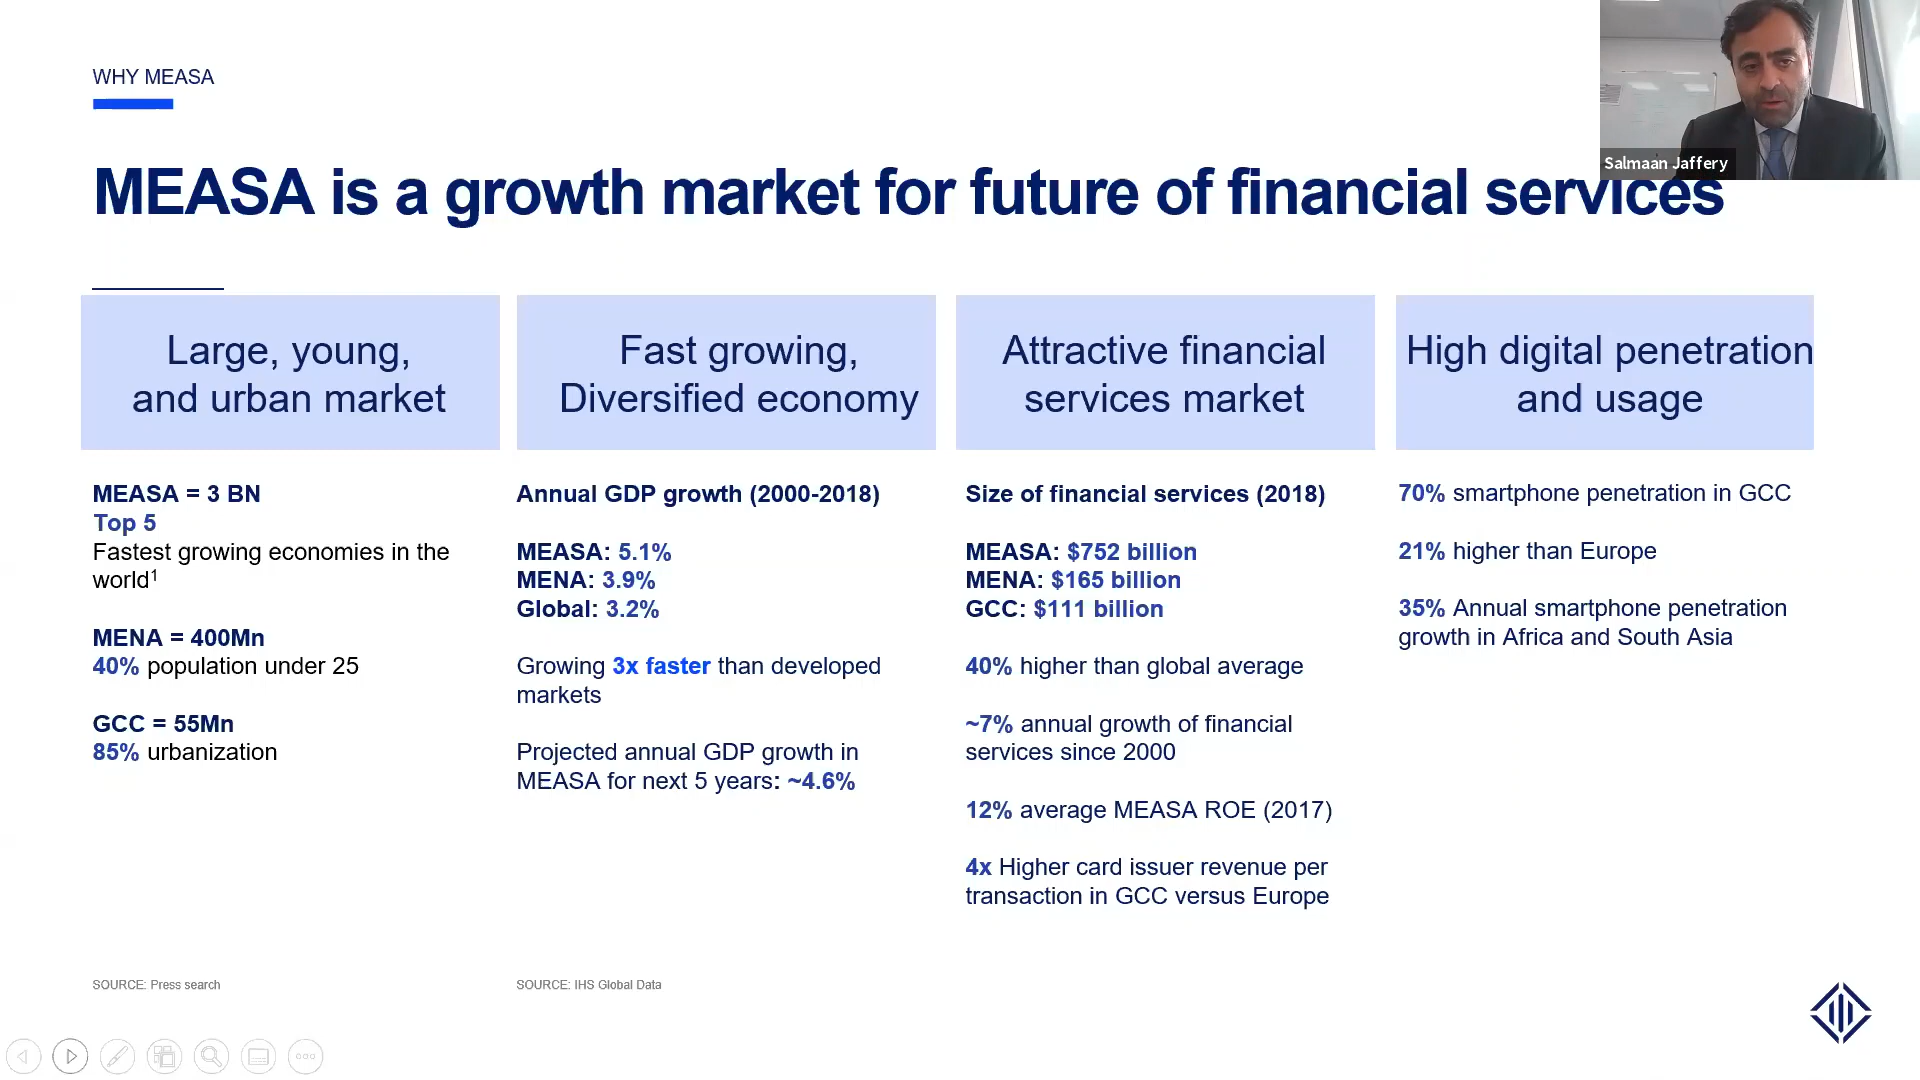 WHY MEASA
Salmaan Jaffery
MEASA is a growth market for future of financial services
Large, young,
and urban market
MEASA = 3 BN
Top 5
Fastest growing economies in the
world¹
MENA = 400Mn
40% population under 25
GCC = 55Mn
85% urbanization
SOURCE: Press search
Fast growing,
Diversified economy
Annual GDP growth (2000-2018)
MEASA: 5.1%
MENA: 3.9%
Global: 3.2%
Growing 3x faster than developed
markets
Projected annual GDP growth in
MEASA for next 5 years: ~4.6%
SOURCE: IHS Global Data
Attractive financial
services market
Size of financial services (2018)
MEASA: $752 billion
MENA: $165 billion
GCC: $111 billion
40% higher than global average
~7% annual growth of financial
services since 2000
12% average MEASA ROE (2017)
4x Higher card issuer revenue per
transaction in GCC versus Europe
High digital penetration
and usage
70% smartphone penetration in GCC
21% higher than Europe
35% Annual smartphone penetration
growth in Africa and South Asia